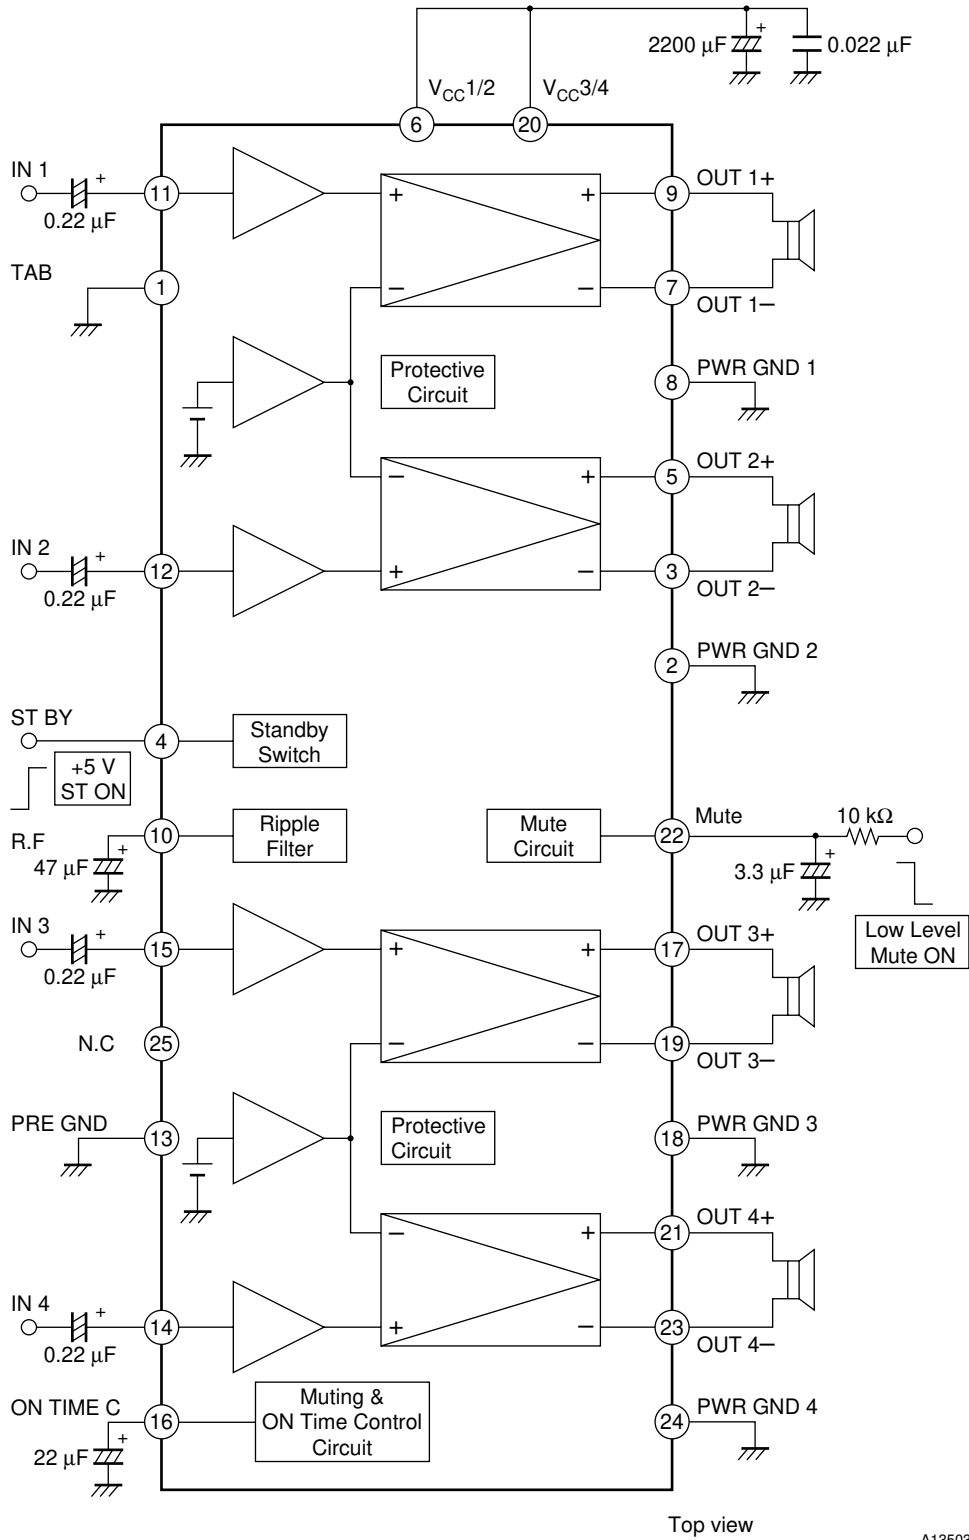 2200 µF + 0.022 µF
VCC1/2 VCC3/4
6 20
IN 1 + 0.22 µF 11 + + 9 OUT 1+
TAB 1 − − 7 OUT 1−
Protective
Circuit
8 PWR GND 1
− + 5 OUT 2+
IN 2 + 0.22 µF 12 + − 3 OUT 2−
2 PWR GND 2
ST BY 4
Standby
Switch
+5 V
ST ON
R.F 10
47 µF +
Ripple
Filter
Mute
Circuit
22 Mute 10 kΩ
3.3 µF +
Low Level
Mute ON
IN 3 + 0.22 µF 15 + + 17 OUT 3+
N.C 25 − − 19 OUT 3−
PRE GND 13
Protective
Circuit
18 PWR GND 3
− + 21 OUT 4+
IN 4 + 0.22 µF 14 + − 23 OUT 4−
ON TIME C 16
22 µF +
Muting &
ON Time Control
Circuit
24 PWR GND 4
Top view